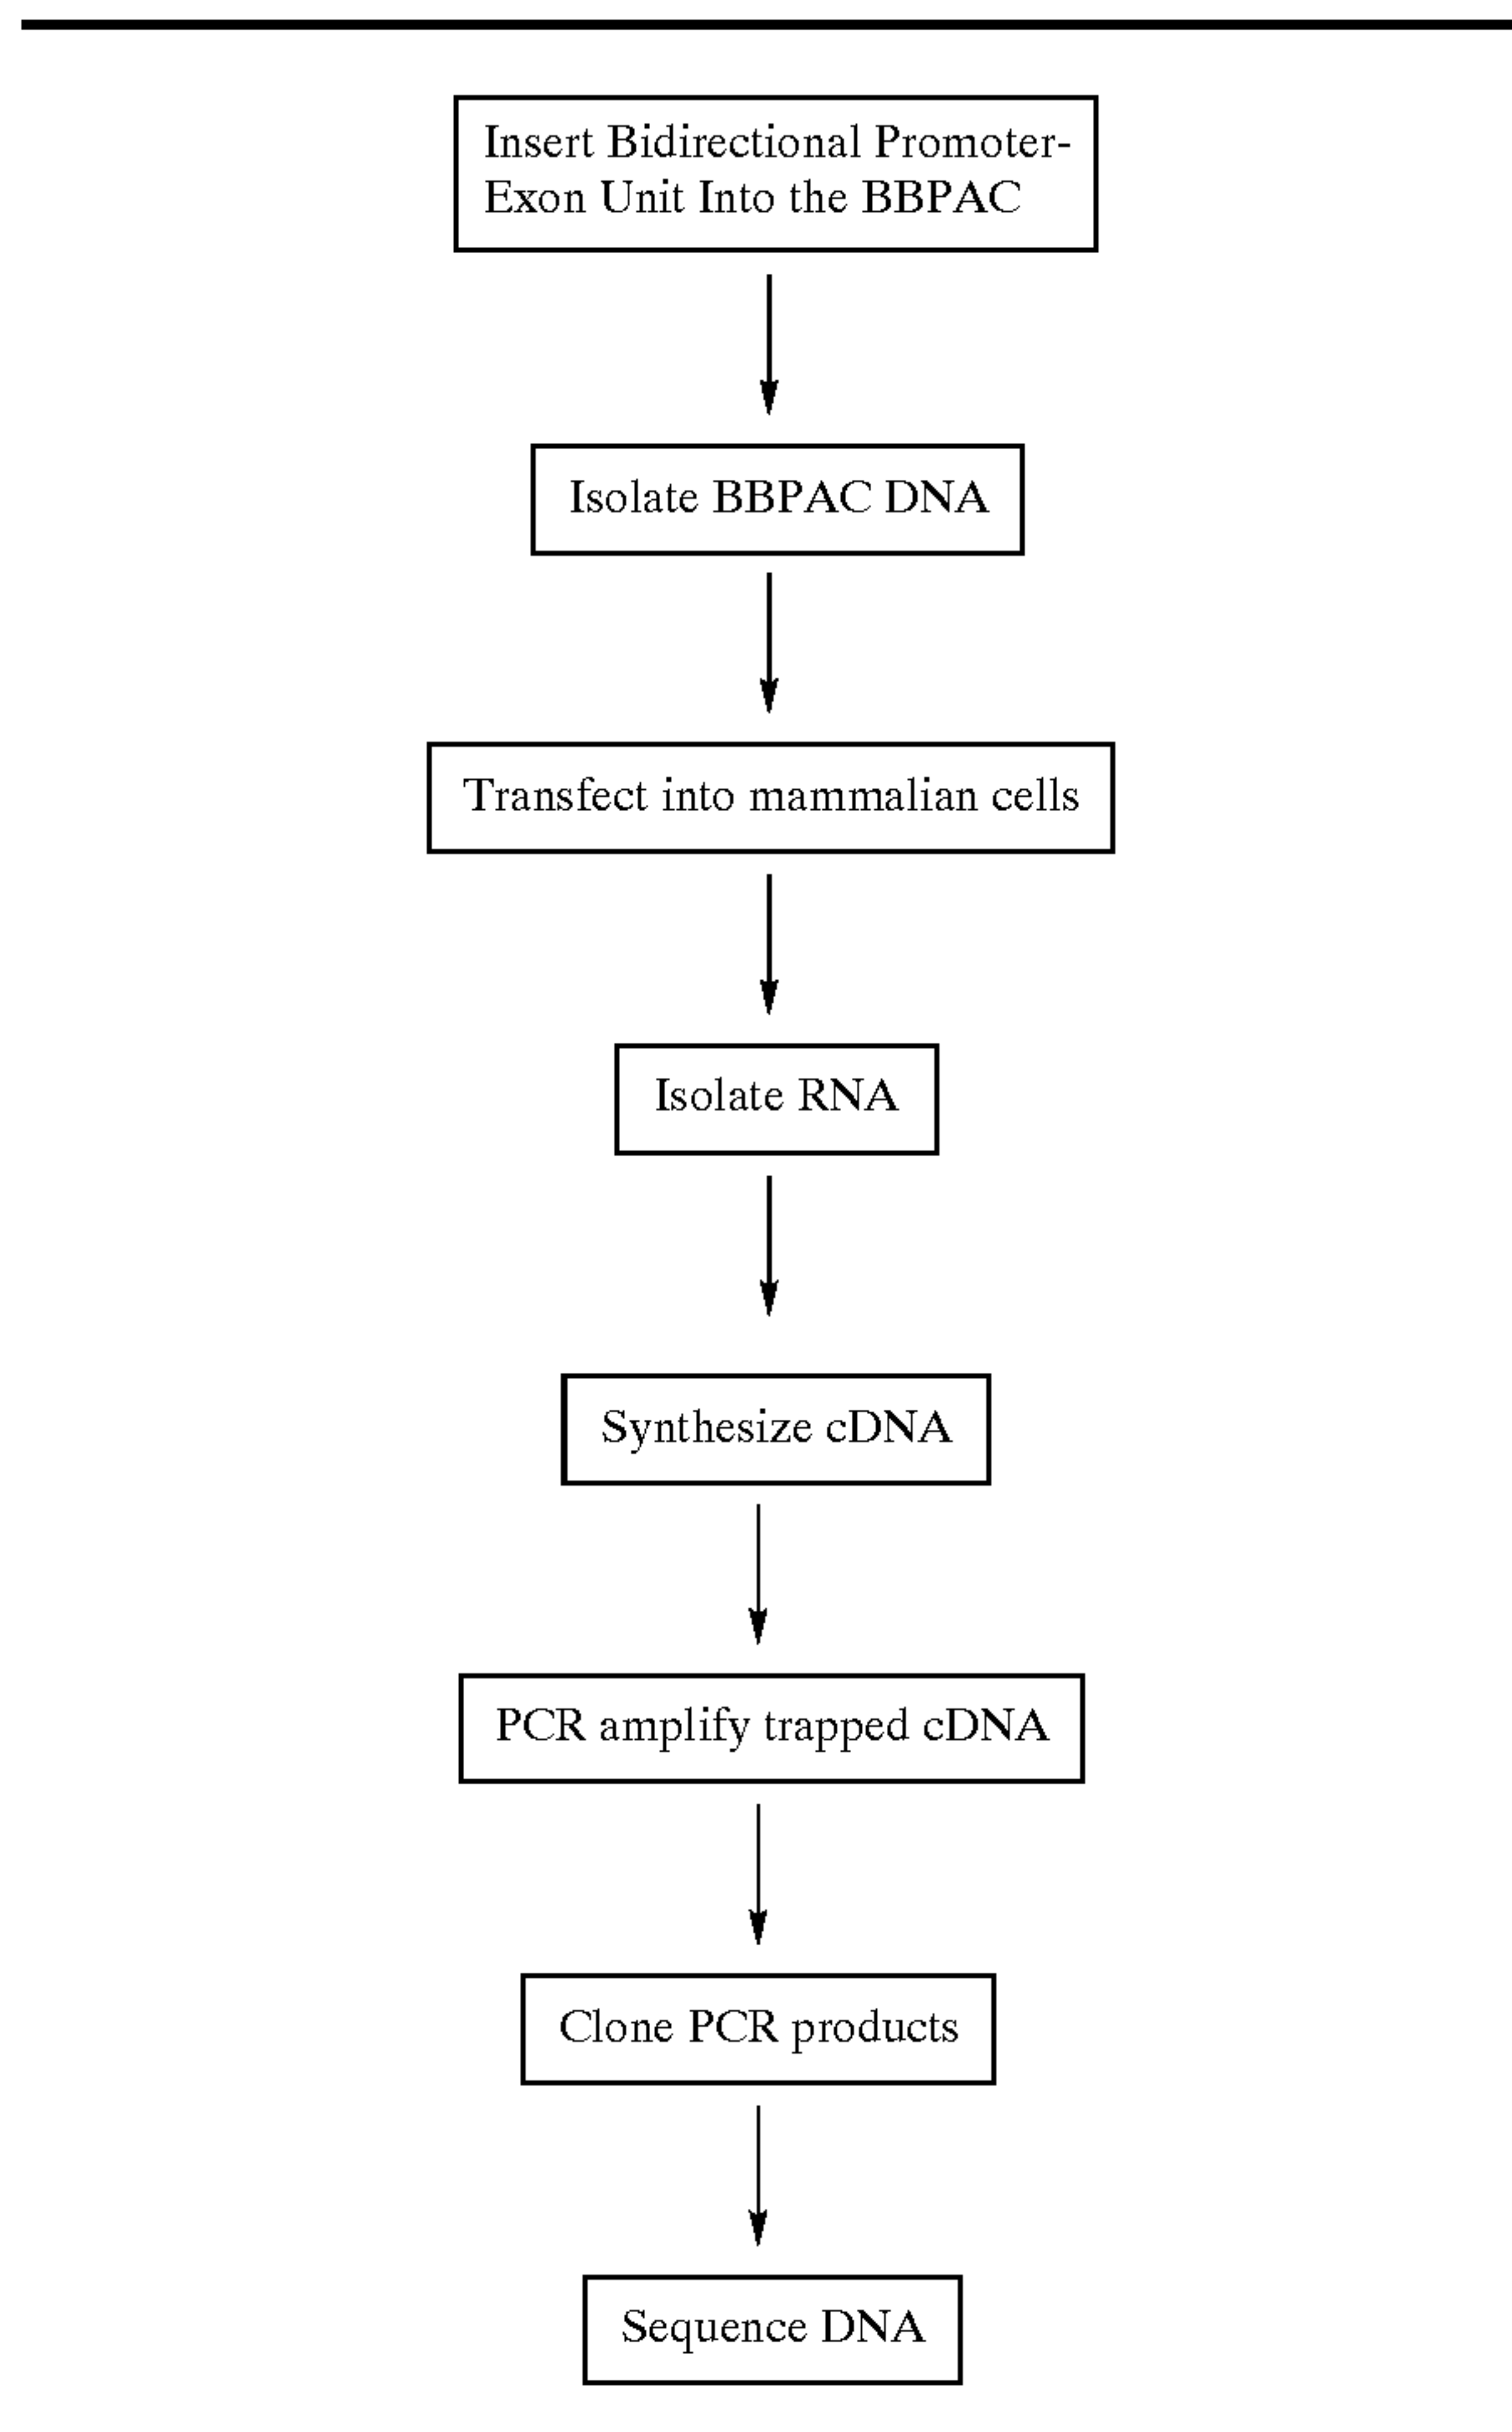 Insert Bidirectional Promoter-
Exon Unit Into the BBPAC
Isolate BBPAC DNA
Transfect into mammalian cells
Isolate RNA
Synthesize cDNA
PCR amplify trapped cDNA
Clone PCR products
Sequence DNA